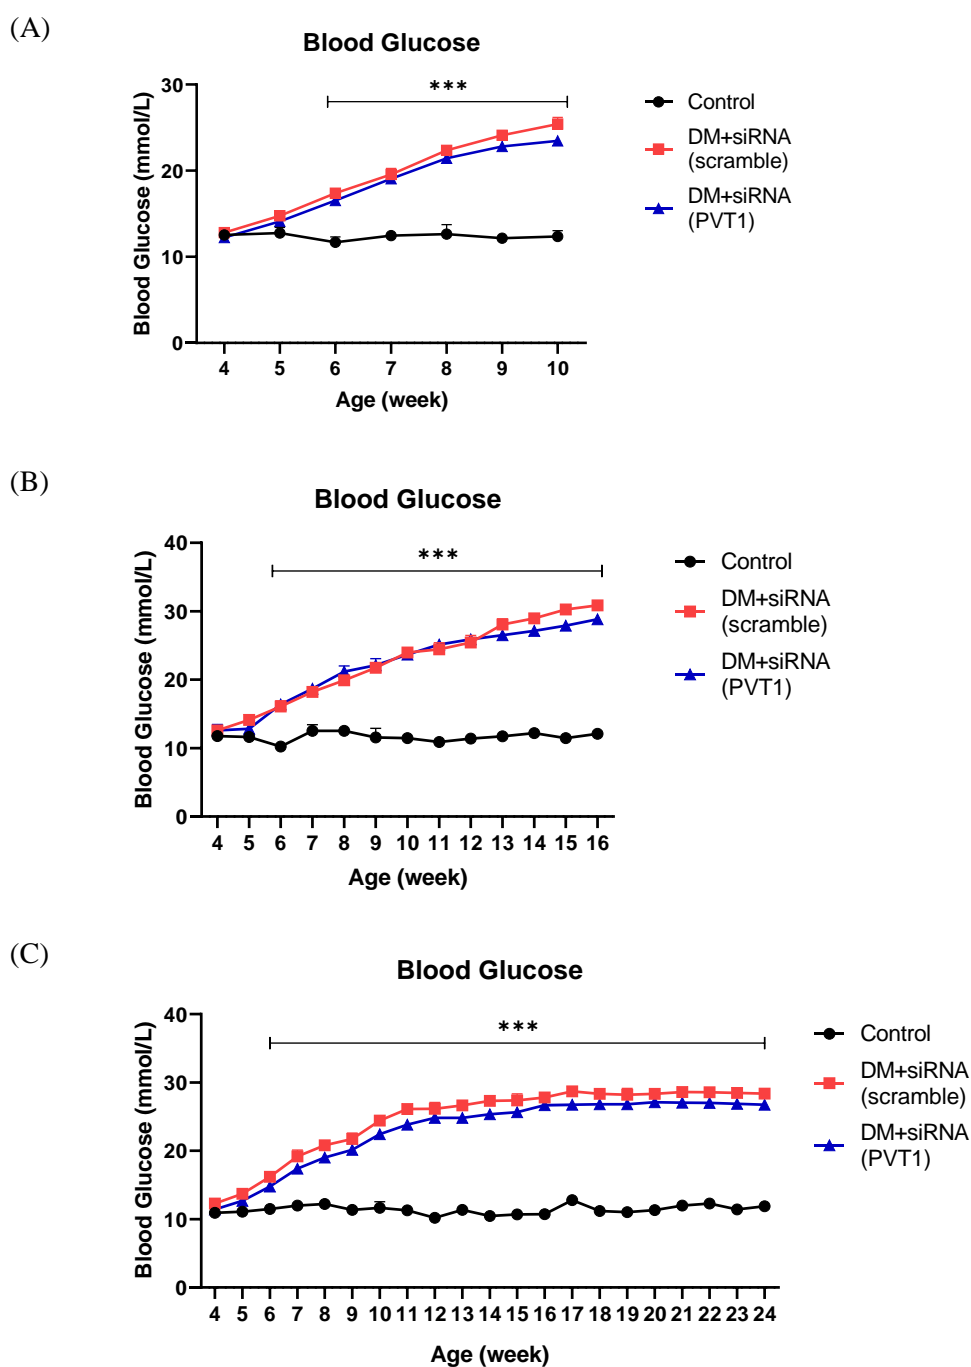 (A)
Blood Glucose
***
30
20
10
0
Blood Glucose (mmol/L)
4 5 6 7 8 9 10
Age (week)
Control
DM+siRNA
(scramble)
DM+siRNA
(PVT1)
(B)
Blood Glucose
***
40
30
20
10
0
Blood Glucose (mmol/L)
4 5 6 7 8 9 10 11 12 13 14 15 16
Age (week)
Control
DM+siRNA
(scramble)
DM+siRNA
(PVT1)
(C)
Blood Glucose
***
40
30
20
10
0
Blood Glucose (mmol/L)
4 5 6 7 8 9 10 11 12 13 14 15 16 17 18 19 20 21 22 23 24
Age (week)
Control
DM+siRNA
(scramble)
DM+siRNA
(PVT1)